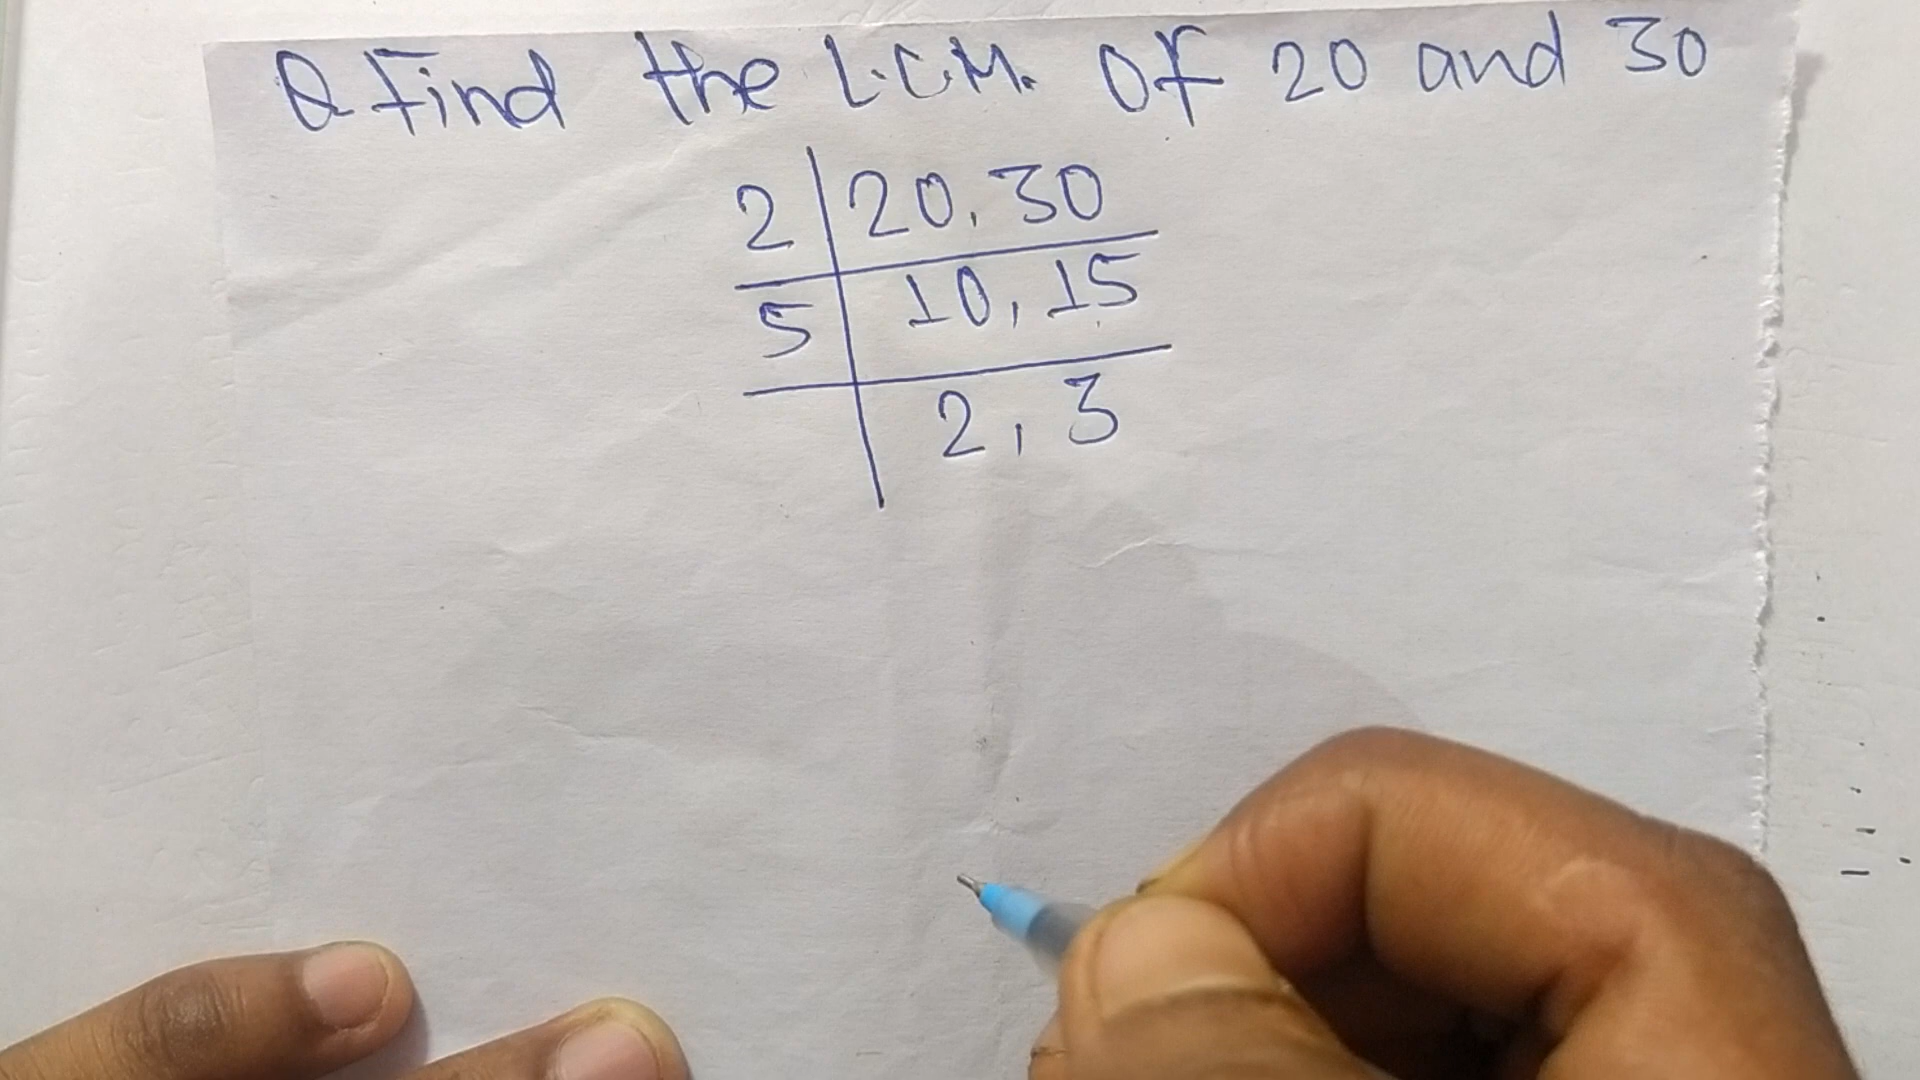 Q Find the L.C.M. Of 20 and 30
2 | 20, 30
5 | 10, 15
2, 3